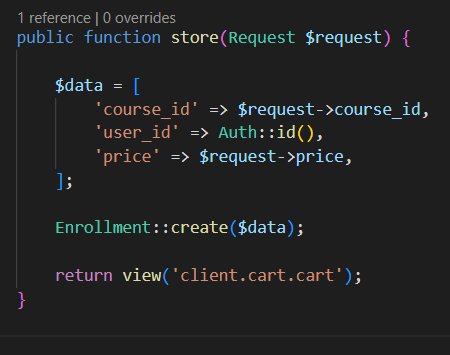 1 reference | 0 overrides
public function store(Request $request) {
$data = [
'course_id' => $request->course_id,
'user_id' => Auth::id(),
'price' => $request->price,
];
Enrollment::create($data);
return view('client.cart.cart');
}